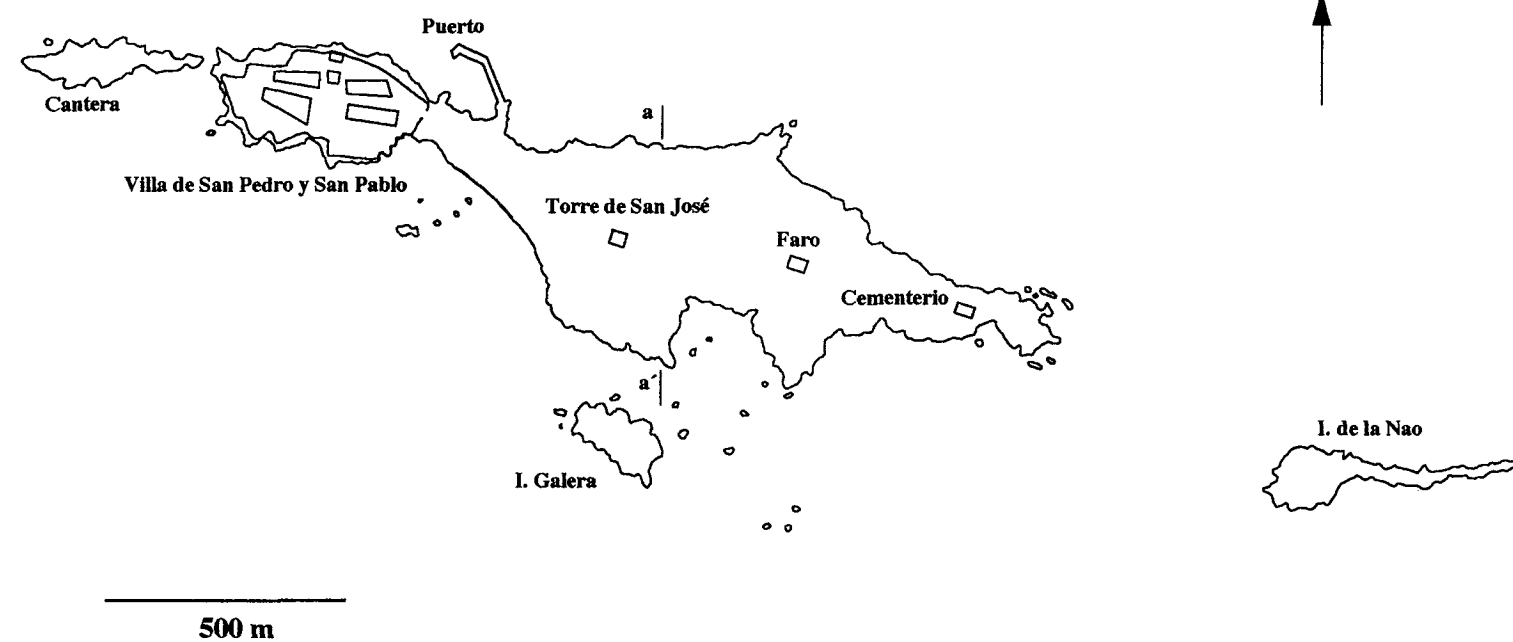 Puerto
Cantera
a
Villa de San Pedro y San Pablo
Torre de San José
Faro
Cementerio
a´
I. de la Nao
I. Galera
500 m